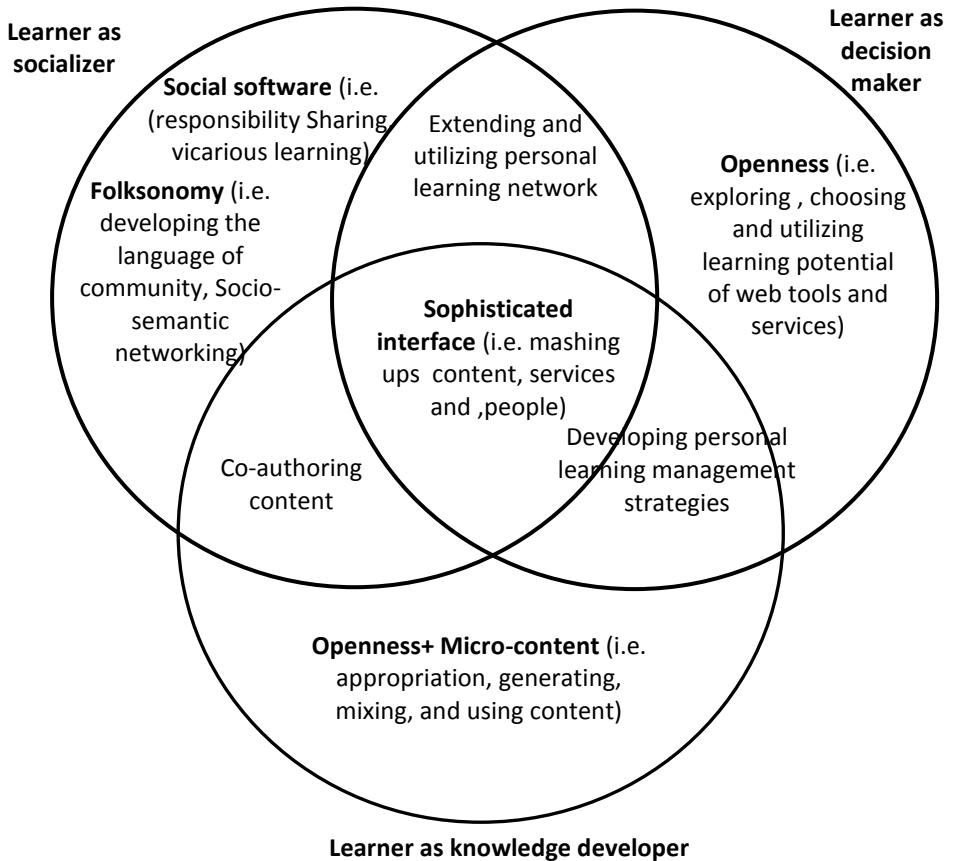 Learner as
socializer
Learner as
decision
maker
Social software (i.e.
(responsibility Sharing,
vicarious learning)
Folksonomy (i.e.
developing the
language of
community, Socio-
semantic
networking)
Extending and
utilizing personal
learning network
Openness (i.e.
exploring , choosing
and utilizing
learning potential
of web tools and
services)
Sophisticated
interface (i.e. mashing
ups content, services
and ,people)
Co-authoring
content
Developing personal
learning management
strategies
Openness+ Micro-content (i.e.
appropriation, generating,
mixing, and using content)
Learner as knowledge developer